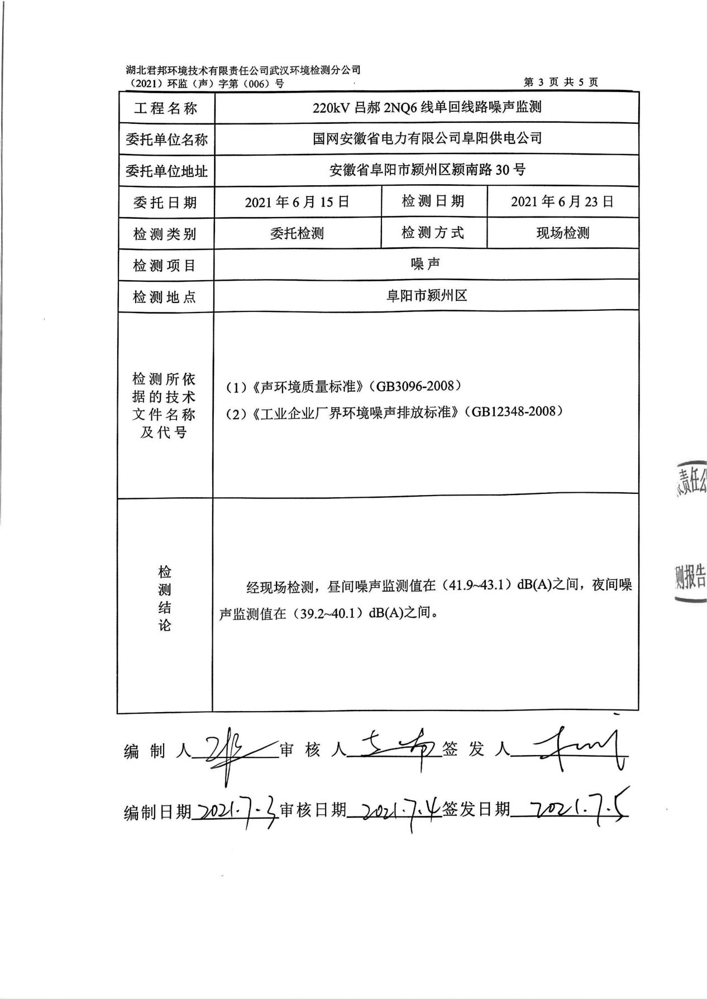 湖北君邦环境技术有限责任公司武汉环境检测分公司
（2021）环监（声）字第（006）号 第 3 页 共 5 页
工程名称 220kV 吕郝 2NQ6 线单回线路噪声监测
委托单位名称 国网安徽省电力有限公司阜阳供电公司
委托单位地址 安徽省阜阳市颍州区颍南路 30 号
委托日期 2021 年 6 月 15 日 检测日期 2021 年 6 月 23 日
检测类别 委托检测 检测方式 现场检测
检测项目 噪声
检测地点 阜阳市颍州区
检测所依
据的技术
文件名称
及代号
（1）《声环境质量标准》（GB3096-2008）
（2）《工业企业厂界环境噪声排放标准》（GB12348-2008）
检
测
结
论
经现场检测，昼间噪声监测值在（41.9~43.1）dB(A)之间，夜间噪
声监测值在（39.2~40.1）dB(A)之间。
责任公
测报告
编制人 审核人 签发人
编制日期 2021.7.3 审核日期 2021.7.4 签发日期 2021.7.5